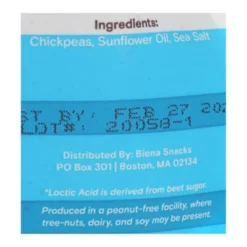 Ingredients:
Chickpeas, Sunflower Oil, Sea Salt
ST BY: FEB 27 202
LOT#: 20058-1
Distributed By: Biena Snacks
PO Box 301 | Boston, MA 02134
*Lactic Acid is derived from beet sugar.
Produced in a peanut-free facility, where
tree-nuts, dairy, and soy may be present.